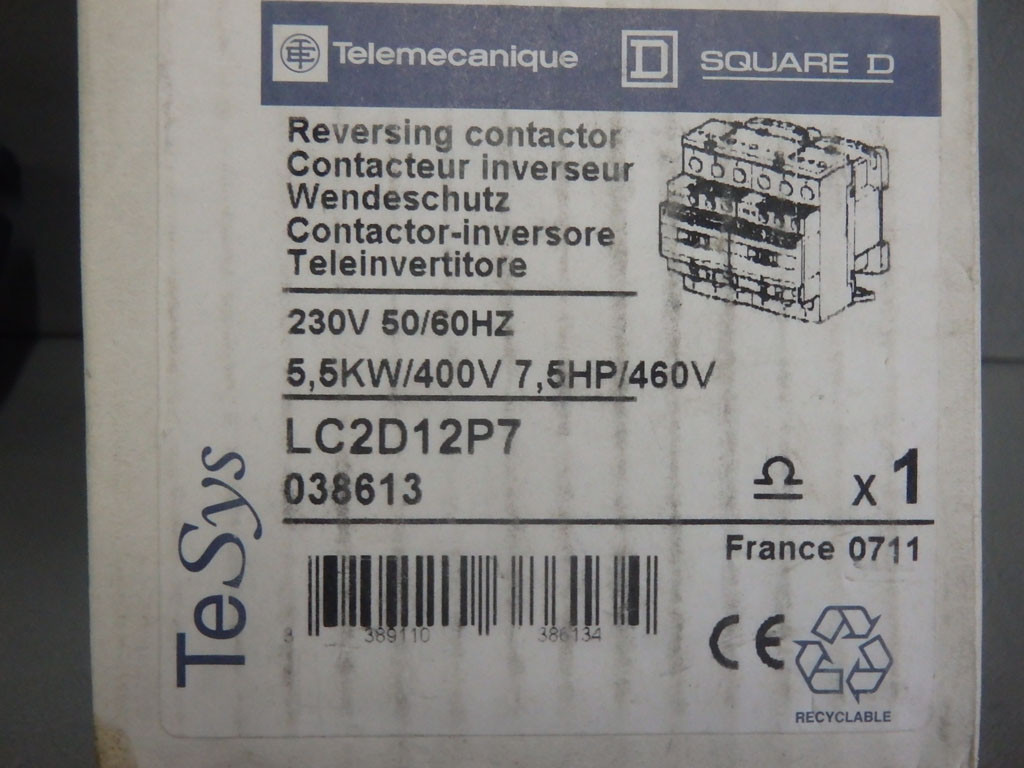 Telemecanique
SQUARE D
Reversing contactor
Contacteur inverseur
Wendeschutz
Contactor-inversore
Teleinvertitore
230V 50/60HZ
5,5KW/400V 7,5HP/460V
LC2D12P7
038613
x 1
France 0711
TeSys
3 389110 386134
CE
RECYCLABLE